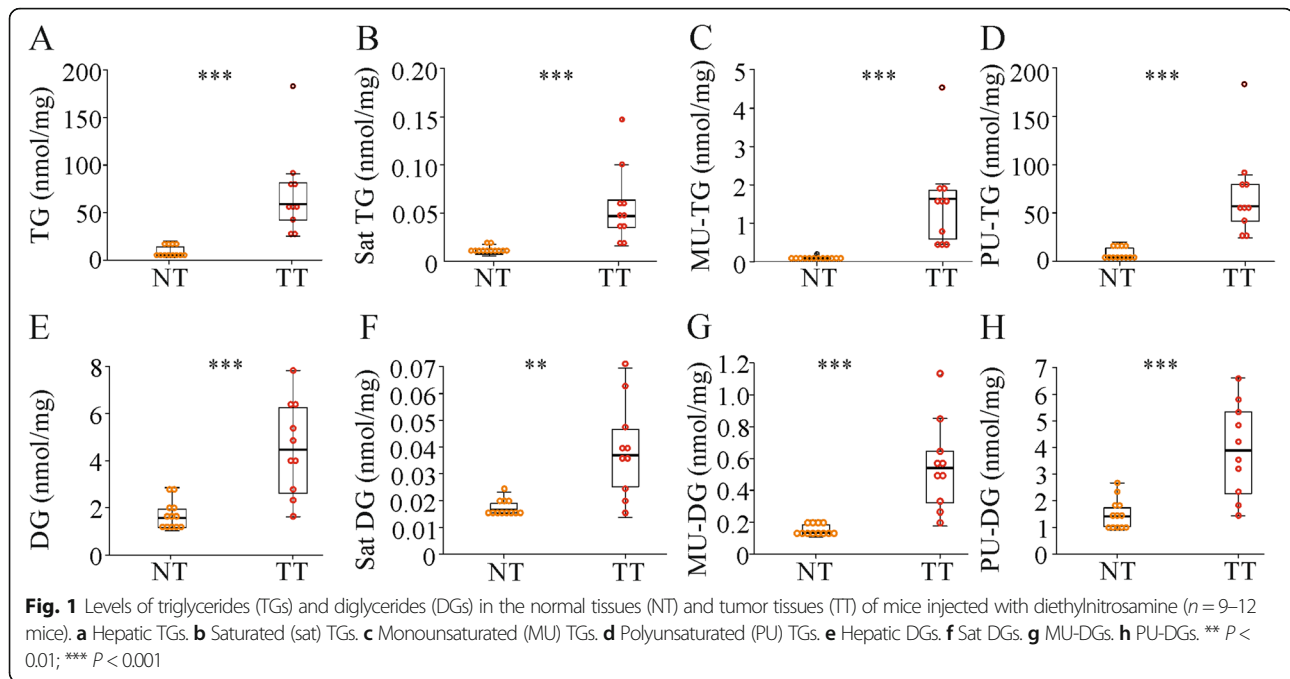 A
B
C
D
TG (nmol/mg)
200
150
100
50
0
***
NT
TT
Sat TG (nmol/mg)
0.20
0.15
0.10
0.05
0
***
NT
TT
MU-TG (nmol/mg)
5
4
3
2
1
0
***
NT
TT
PU-TG (nmol/mg)
200
150
100
50
0
***
NT
TT
E
F
G
H
DG (nmol/mg)
8
6
4
2
0
***
NT
TT
Sat DG (nmol/mg)
0.07
0.06
0.05
0.04
0.03
0.02
0.01
0
**
NT
TT
MU-DG (nmol/mg)
1.2
1.0
0.8
0.6
0.4
0.2
0
***
NT
TT
PU-DG (nmol/mg)
7
6
5
4
3
2
1
0
***
NT
TT
Fig. 1 Levels of triglycerides (TGs) and diglycerides (DGs) in the normal tissues (NT) and tumor tissues (TT) of mice injected with diethylnitrosamine (n = 9–12
mice). a Hepatic TGs. b Saturated (sat) TGs. c Monounsaturated (MU) TGs. d Polyunsaturated (PU) TGs. e Hepatic DGs. f Sat DGs. g MU-DGs. h PU-DGs. ** P <
0.01; *** P < 0.001